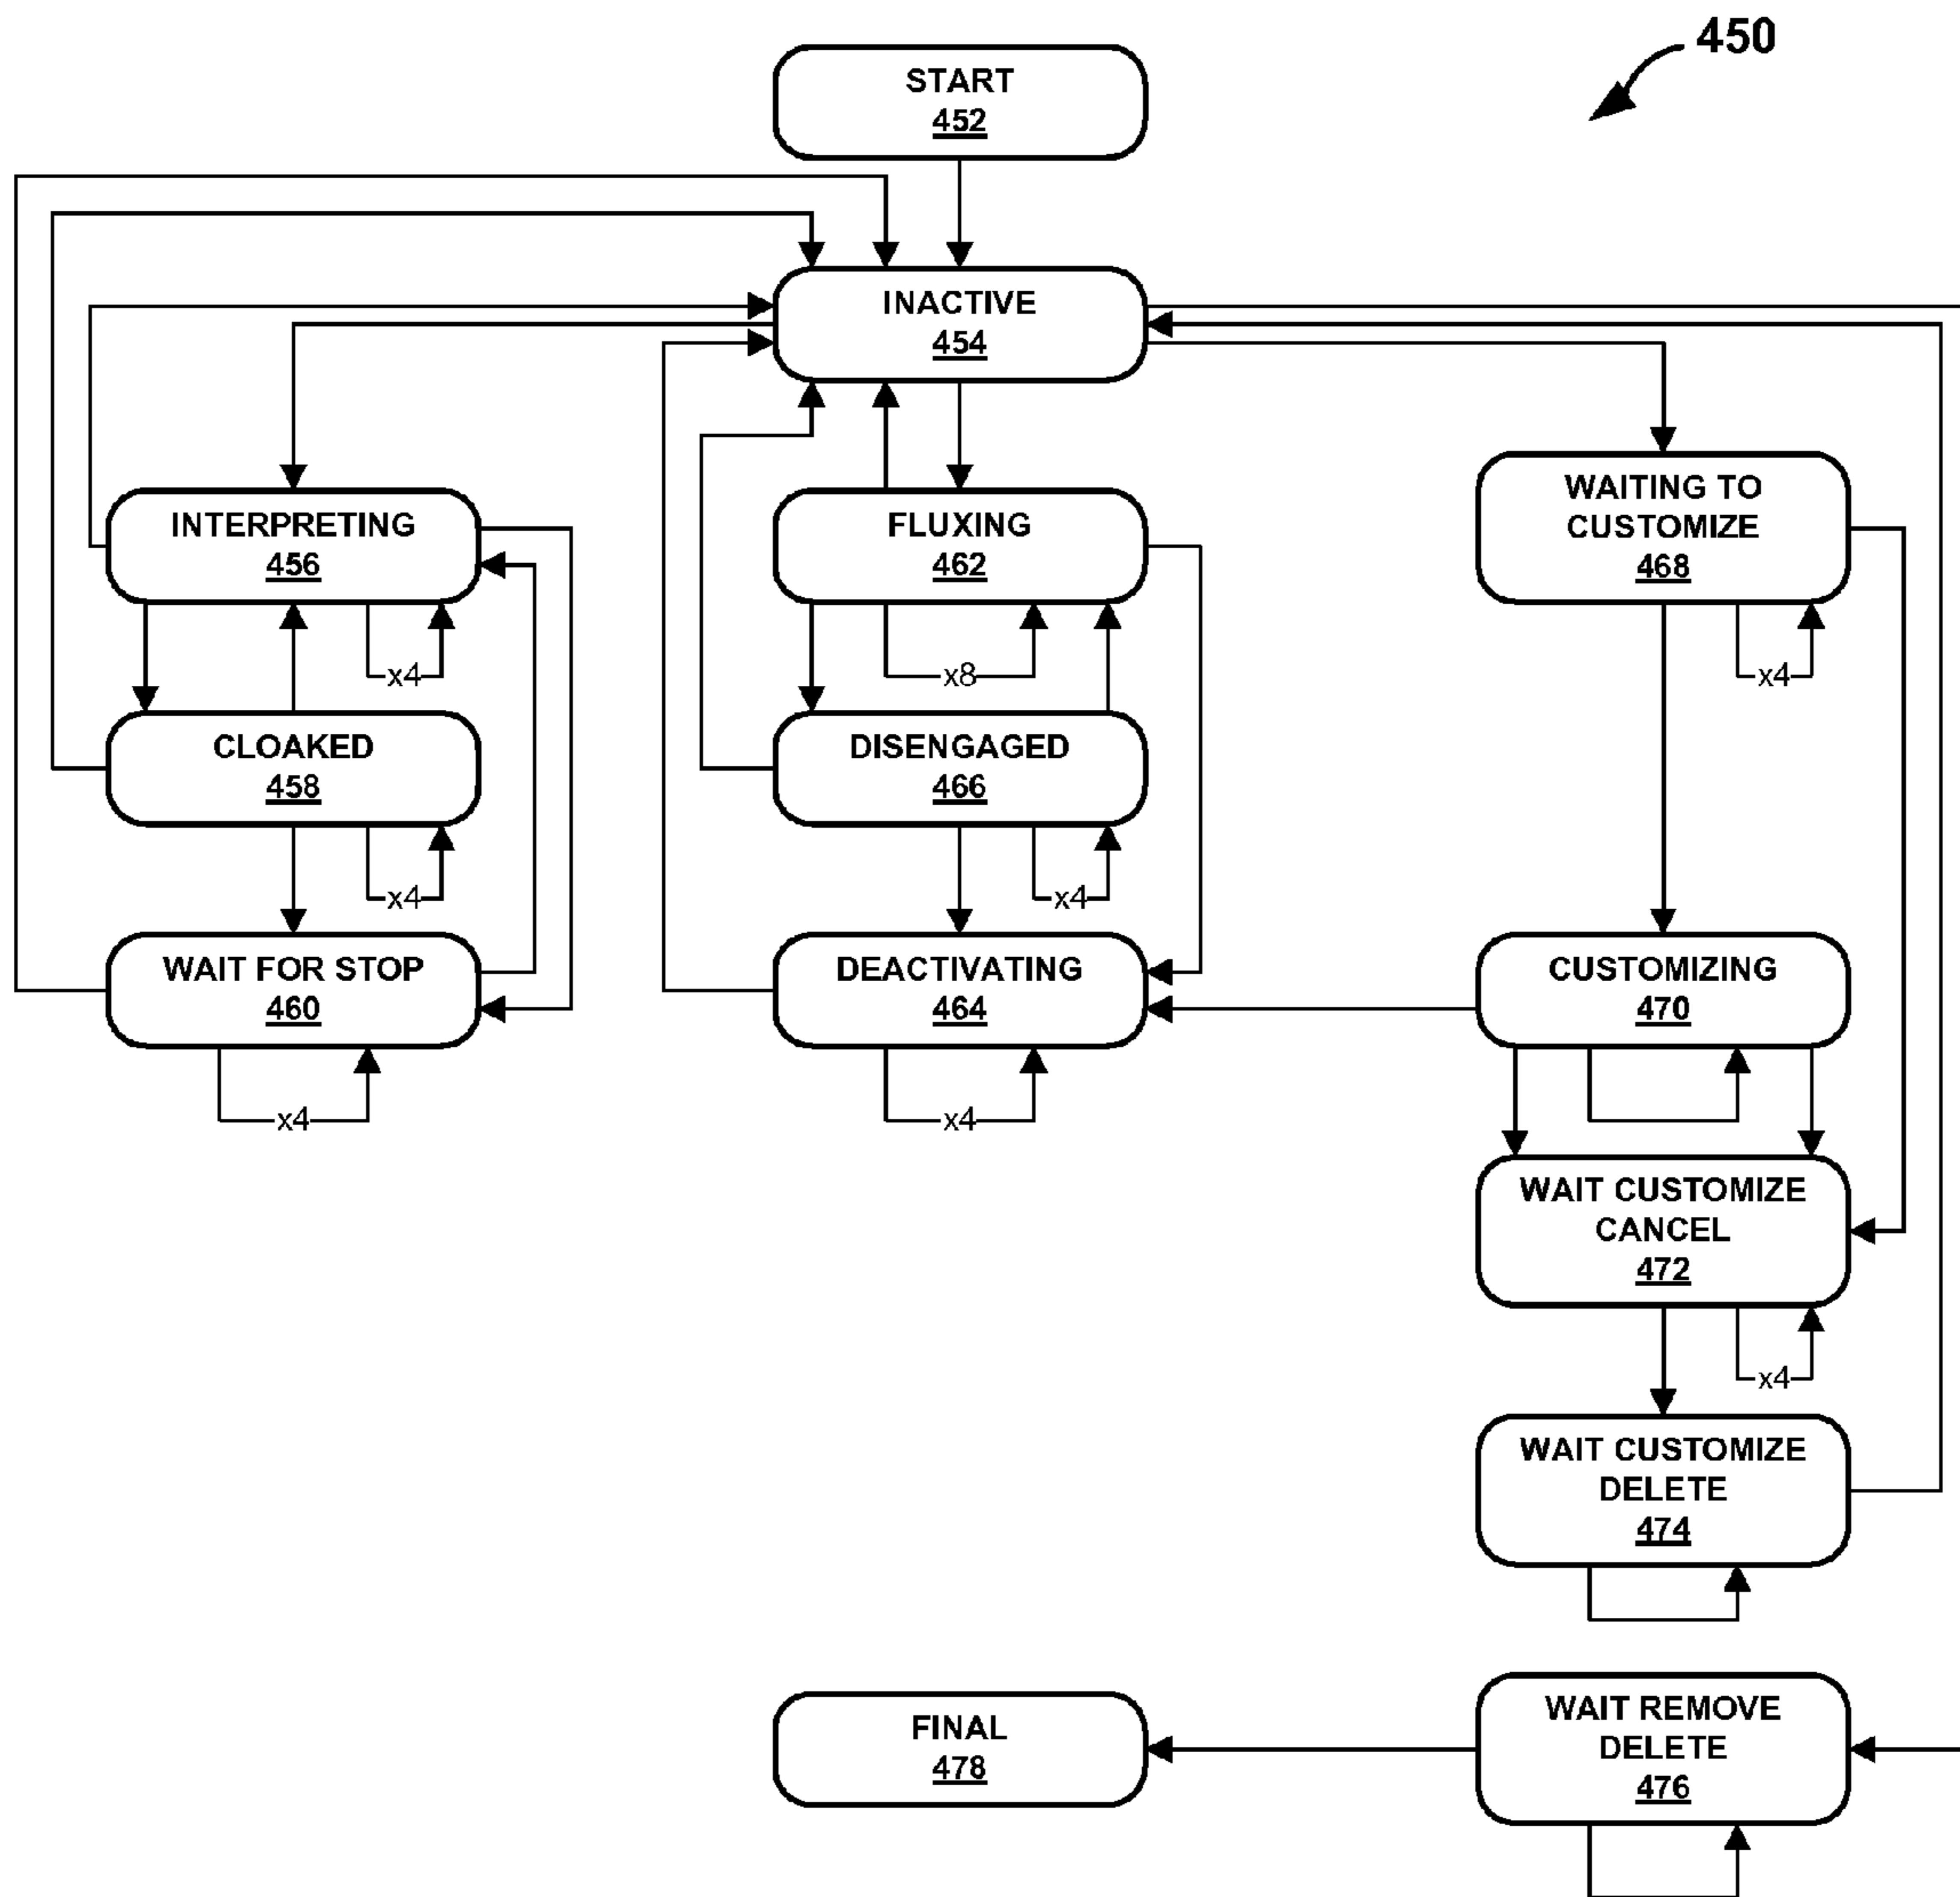 450
START
452
INACTIVE
454
INTERPRETING
456
FLUXING
462
WAITING TO
CUSTOMIZE
468
x4
x8
x4
CLOAKED
458
DISENGAGED
466
x4
x4
WAIT FOR STOP
460
DEACTIVATING
464
CUSTOMIZING
470
x4
x4
WAIT CUSTOMIZE
CANCEL
472
x4
WAIT CUSTOMIZE
DELETE
474
FINAL
478
WAIT REMOVE
DELETE
476